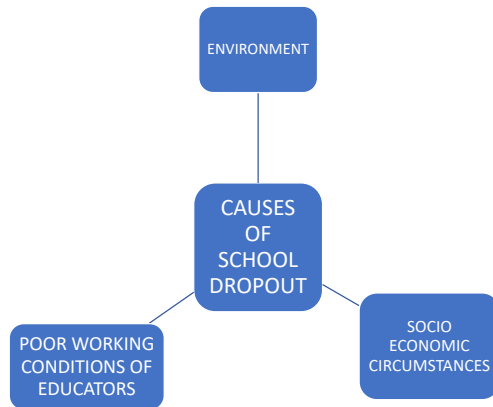 ENVIRONMENT
CAUSES
OF
SCHOOL
DROPOUT
POOR WORKING
CONDITIONS OF
EDUCATORS
SOCIO
ECONOMIC
CIRCUMSTANCES